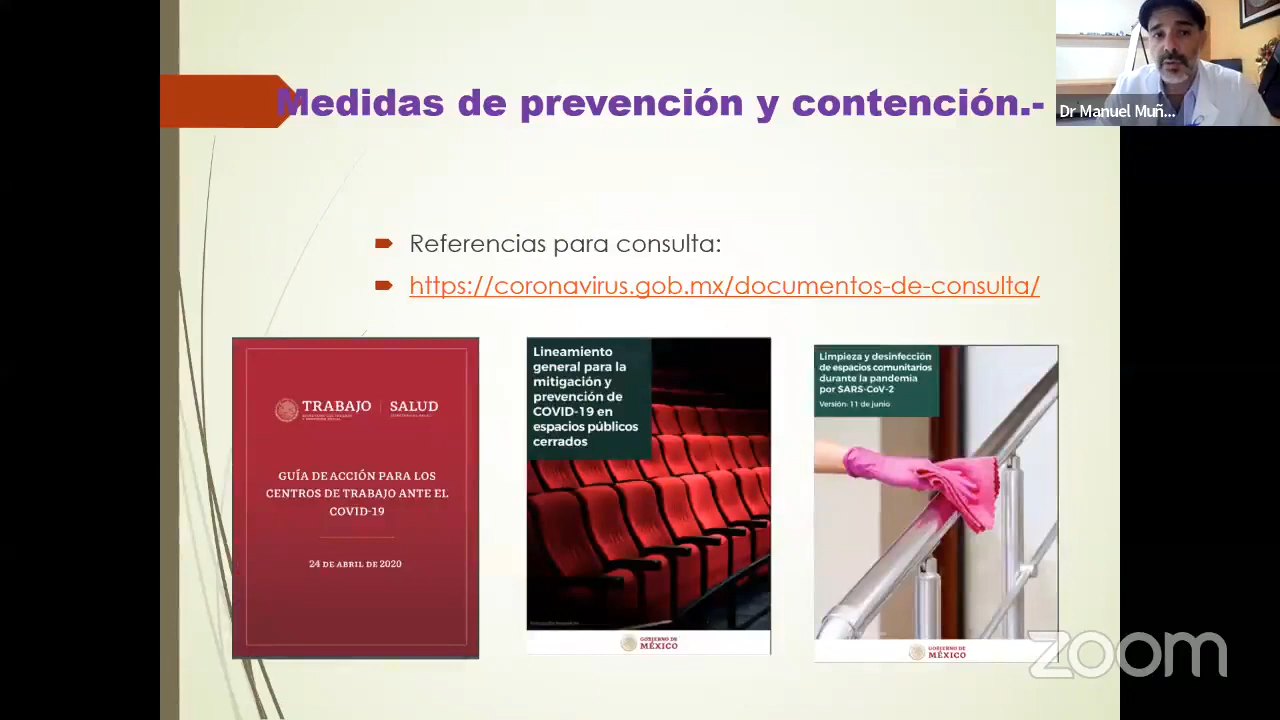 Medidas de prevención y contención.-
Dr Manuel Muñ...
Referencias para consulta:
https://coronavirus.gob.mx/documentos-de-consulta/
TRABAJO | SALUD
GUÍA DE ACCIÓN PARA LOS
CENTROS DE TRABAJO ANTE EL
COVID-19
24 DE ABRIL DE 2020
Lineamiento
general para la
mitigación y
prevención de
COVID-19 en
espacios públicos
cerrados
GOBIERNO DE
MÉXICO
Limpieza y desinfección
de espacios comunitarios
durante la pandemia
por SARS-CoV-2
Versión: 11 de junio
GOBIERNO DE
MÉXICO
zoom